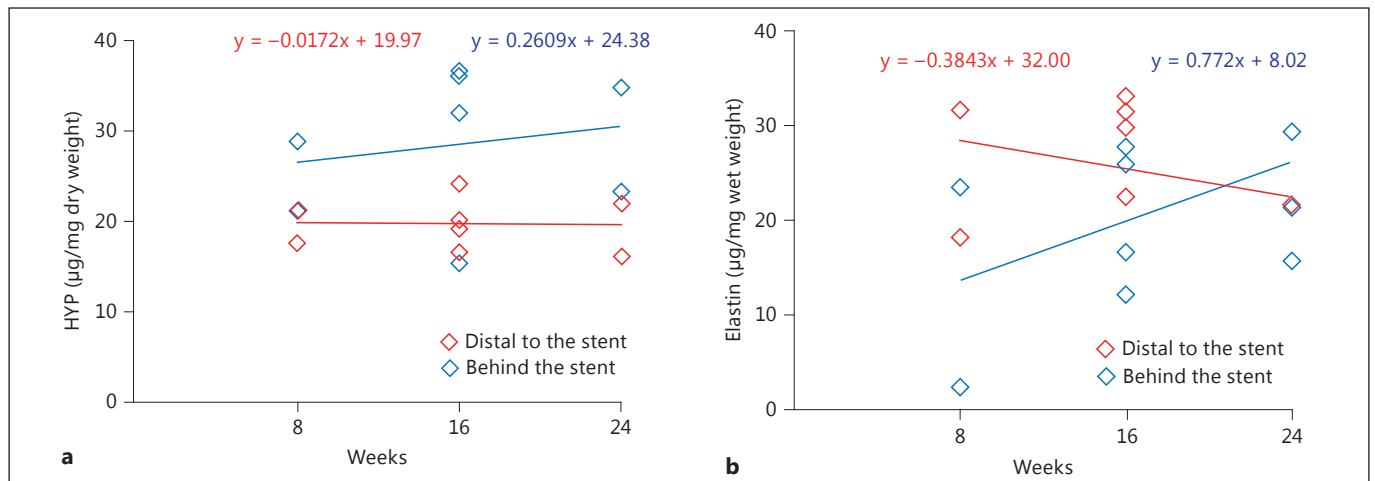 y = −0.0172x + 19.97
y = 0.2609x + 24.38
40
30
20
10
0
HYP (µg/mg dry weight)
Distal to the stent
Behind the stent
8
16
24
Weeks
a
y = −0.3843x + 32.00
y = 0.772x + 8.02
40
30
20
10
0
Elastin (µg/mg wet weight)
Distal to the stent
Behind the stent
8
16
24
Weeks
b